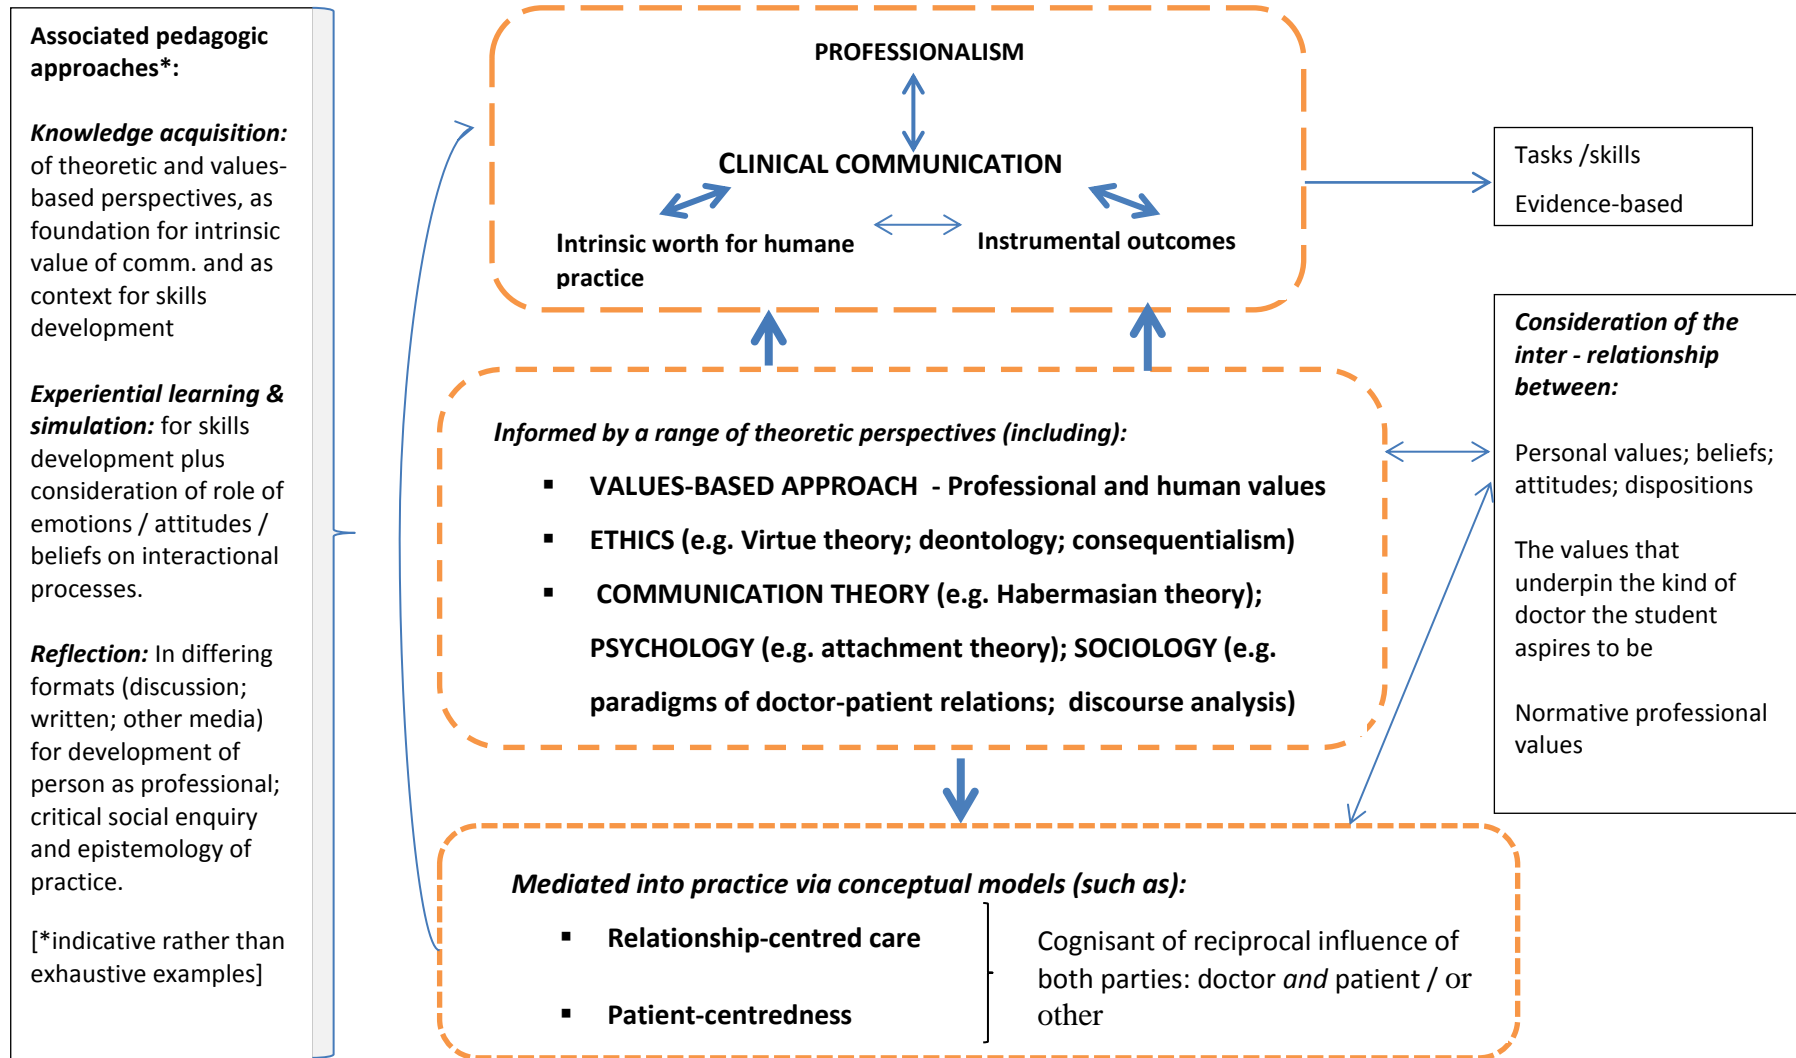 Associated pedagogic
approaches*:
Knowledge acquisition:
of theoretic and values-
based perspectives, as
foundation for intrinsic
value of comm. and as
context for skills
development
Experiential learning &
simulation: for skills
development plus
consideration of role of
emotions / attitudes /
beliefs on interactional
processes.
Reflection: In differing
formats (discussion;
written; other media)
for development of
person as professional;
critical social enquiry
and epistemology of
practice.
[*indicative rather than
exhaustive examples]
PROFESSIONALISM
CLINICAL COMMUNICATION
Intrinsic worth for humane
practice
Instrumental outcomes
Informed by a range of theoretic perspectives (including):
▪ VALUES-BASED APPROACH - Professional and human values
▪ ETHICS (e.g. Virtue theory; deontology; consequentialism)
▪ COMMUNICATION THEORY (e.g. Habermasian theory);
PSYCHOLOGY (e.g. attachment theory); SOCIOLOGY (e.g.
paradigms of doctor-patient relations; discourse analysis)
Mediated into practice via conceptual models (such as):
▪ Relationship-centred care
▪ Patient-centredness
Cognisant of reciprocal influence of
both parties: doctor and patient / or
other
Tasks /skills
Evidence-based
Consideration of the
inter - relationship
between:
Personal values; beliefs;
attitudes; dispositions
The values that
underpin the kind of
doctor the student
aspires to be
Normative professional
values